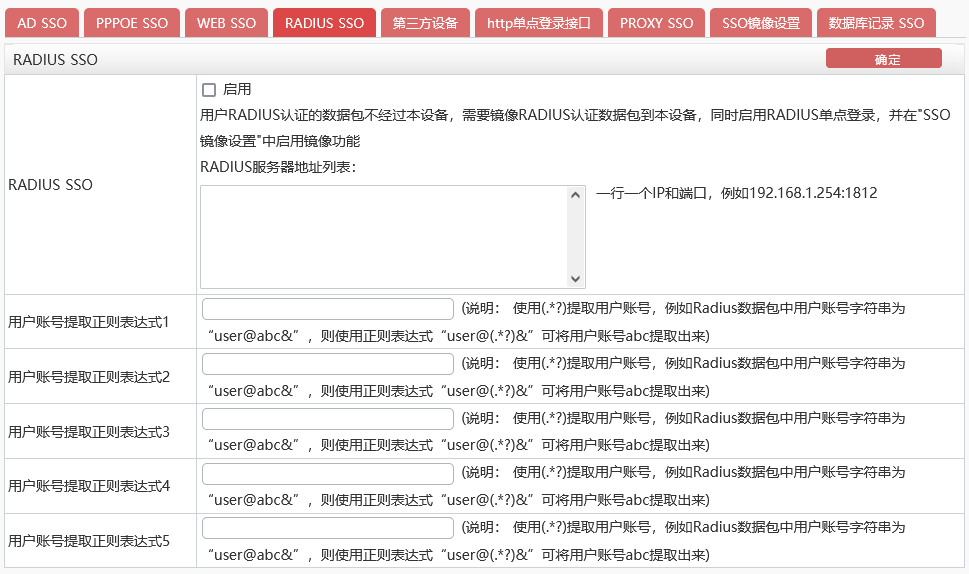 AD SSO
PPPOE SSO
WEB SSO
RADIUS SSO
第三方设备
http单点登录接口
PROXY SSO
SSO镜像设置
数据库记录 SSO
RADIUS SSO
确定
RADIUS SSO
启用
用户RADIUS认证的数据包不经过本设备，需要镜像RADIUS认证数据包到本设备，同时启用RADIUS单点登录，并在"SSO
镜像设置"中启用镜像功能
RADIUS服务器地址列表：
一行一个IP和端口，例如192.168.1.254:1812
用户账号提取正则表达式1
(说明： 使用(.*?)提取用户账号，例如Radius数据包中用户账号字符串为
“user@abc&”，则使用正则表达式“user@(.*?)&”可将用户账号abc提取出来)
用户账号提取正则表达式2
(说明： 使用(.*?)提取用户账号，例如Radius数据包中用户账号字符串为
“user@abc&”，则使用正则表达式“user@(.*?)&”可将用户账号abc提取出来)
用户账号提取正则表达式3
(说明： 使用(.*?)提取用户账号，例如Radius数据包中用户账号字符串为
“user@abc&”，则使用正则表达式“user@(.*?)&”可将用户账号abc提取出来)
用户账号提取正则表达式4
(说明： 使用(.*?)提取用户账号，例如Radius数据包中用户账号字符串为
“user@abc&”，则使用正则表达式“user@(.*?)&”可将用户账号abc提取出来)
用户账号提取正则表达式5
(说明： 使用(.*?)提取用户账号，例如Radius数据包中用户账号字符串为
“user@abc&”，则使用正则表达式“user@(.*?)&”可将用户账号abc提取出来)